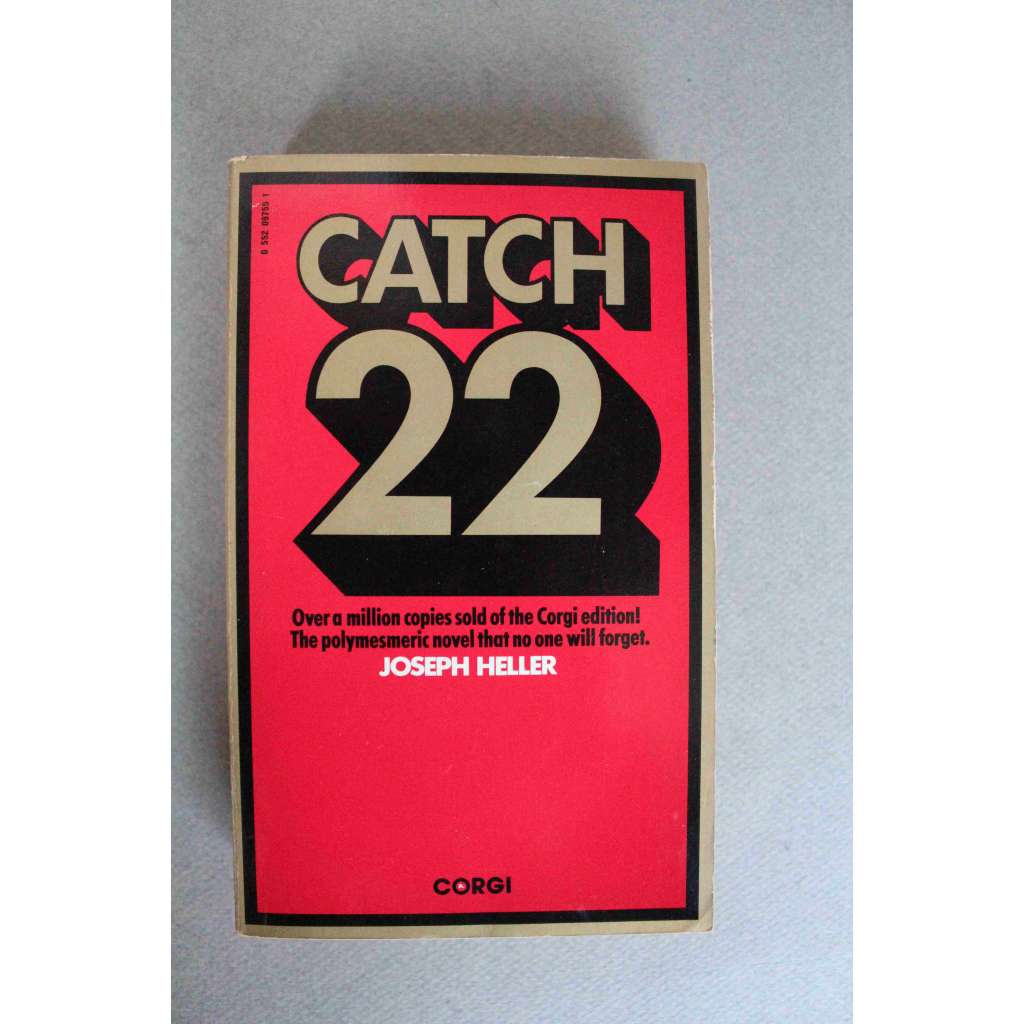 0 552 09755 1
CATCH
22
Over a million copies sold of the Corgi edition!
The polymesmeric novel that no one will forget.
JOSEPH HELLER
CORGI